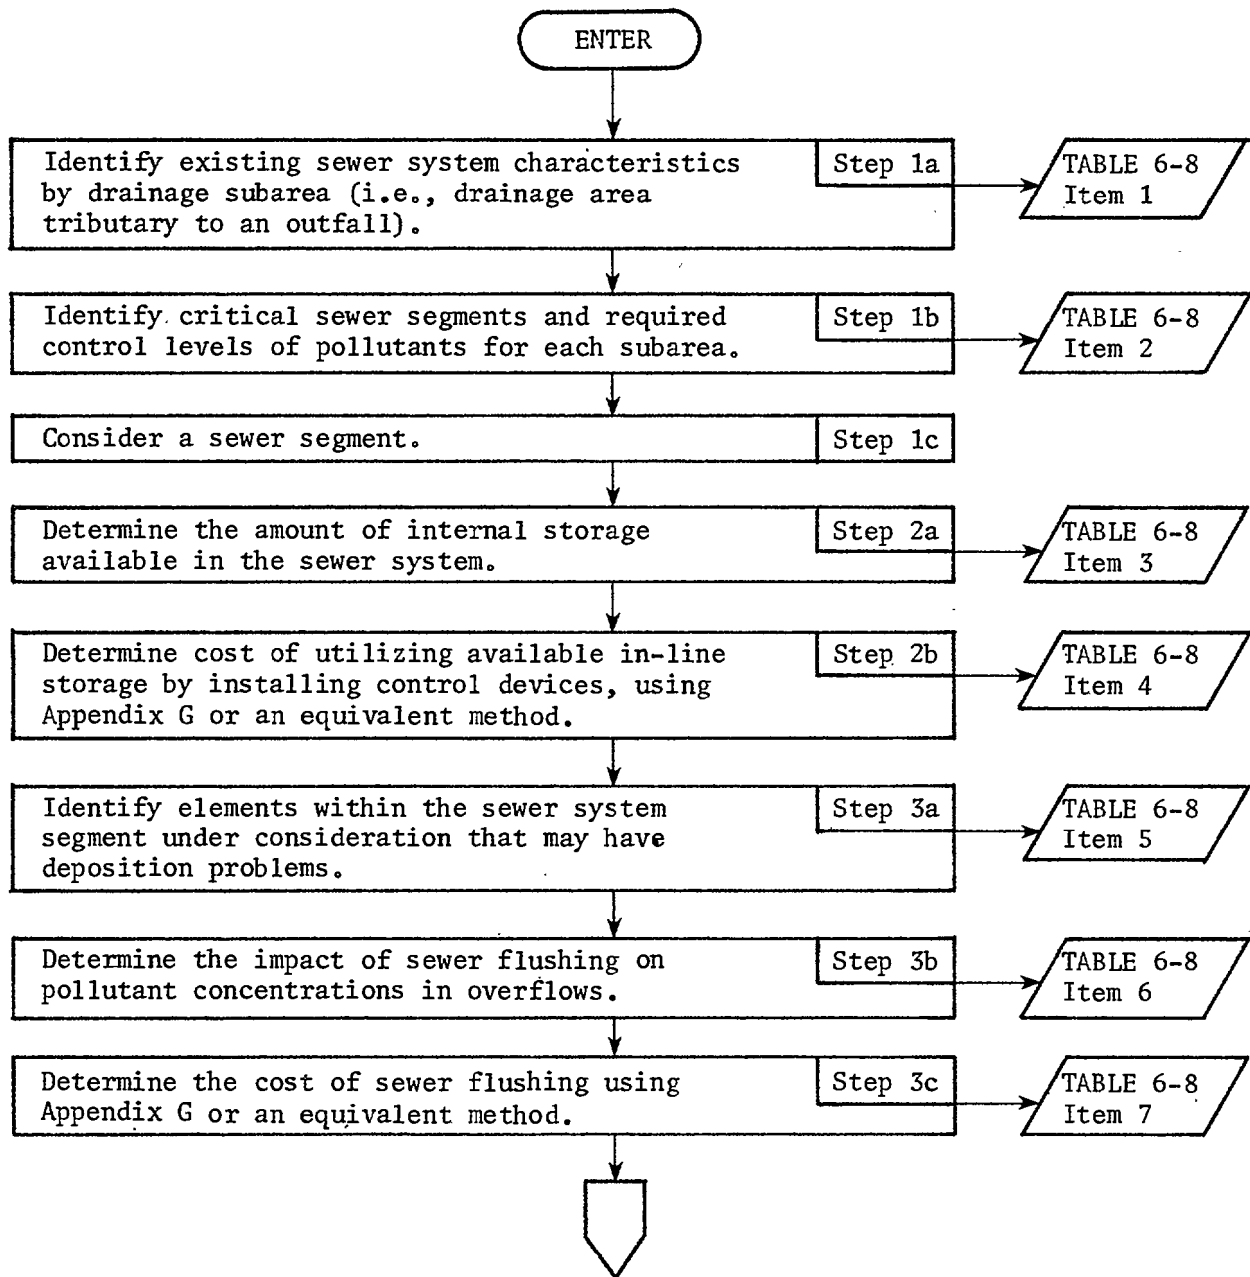 ENTER
Identify existing sewer system characteristics
by drainage subarea (i.e., drainage area
tributary to an outfall).
Step 1a
TABLE 6-8
Item 1
Identify critical sewer segments and required
control levels of pollutants for each subarea.
Step 1b
TABLE 6-8
Item 2
Consider a sewer segment.
Step 1c
Determine the amount of internal storage
available in the sewer system.
Step 2a
TABLE 6-8
Item 3
Determine cost of utilizing available in-line
storage by installing control devices, using
Appendix G or an equivalent method.
Step 2b
TABLE 6-8
Item 4
Identify elements within the sewer system
segment under consideration that may have
deposition problems.
Step 3a
TABLE 6-8
Item 5
Determine the impact of sewer flushing on
pollutant concentrations in overflows.
Step 3b
TABLE 6-8
Item 6
Determine the cost of sewer flushing using
Appendix G or an equivalent method.
Step 3c
TABLE 6-8
Item 7